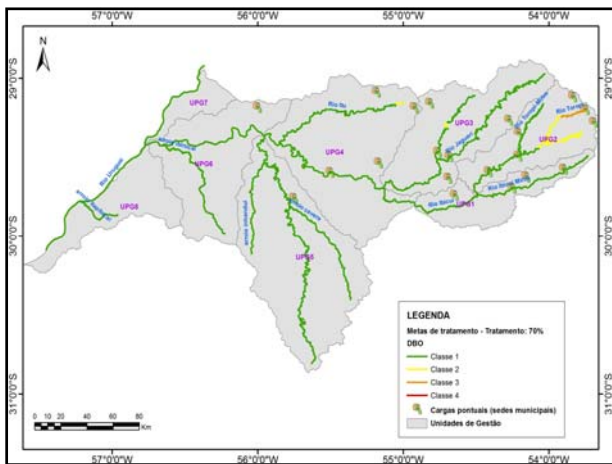 57°0'0"O 56°0'0"O 55°0'0"O 54°0'0"O
N
29°0'0"S
29°0'0"S
UPG7
Rio Itu
UPG3
Rio Toropi
UPG2
Rio Jaguari
UPG4
UPG6
Rio Uruguai
Rio Ibicuí
UPG1
UPG8
30°0'0"S
30°0'0"S
UPG5
LEGENDA
Metas de tratamento - Tratamento: 70%
DBO
Classe 1
Classe 2
Classe 3
Classe 4
Cargas pontuais (sedes municipais)
Unidades de Gestão
31°0'0"S
31°0'0"S
0 10 20 40 60 80
Km
57°0'0"O 56°0'0"O 55°0'0"O 54°0'0"O